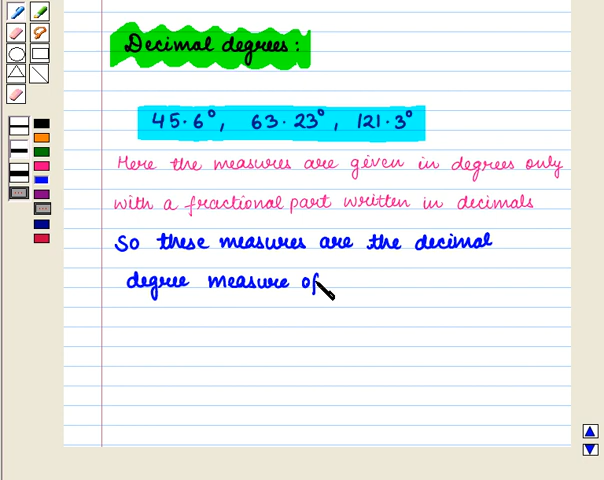 Decimal degrees:
45.6°, 63.23°, 121.3°
Here the measures are given in degrees only
with a fractional part written in decimals
So these measures are the decimal
degree measure of